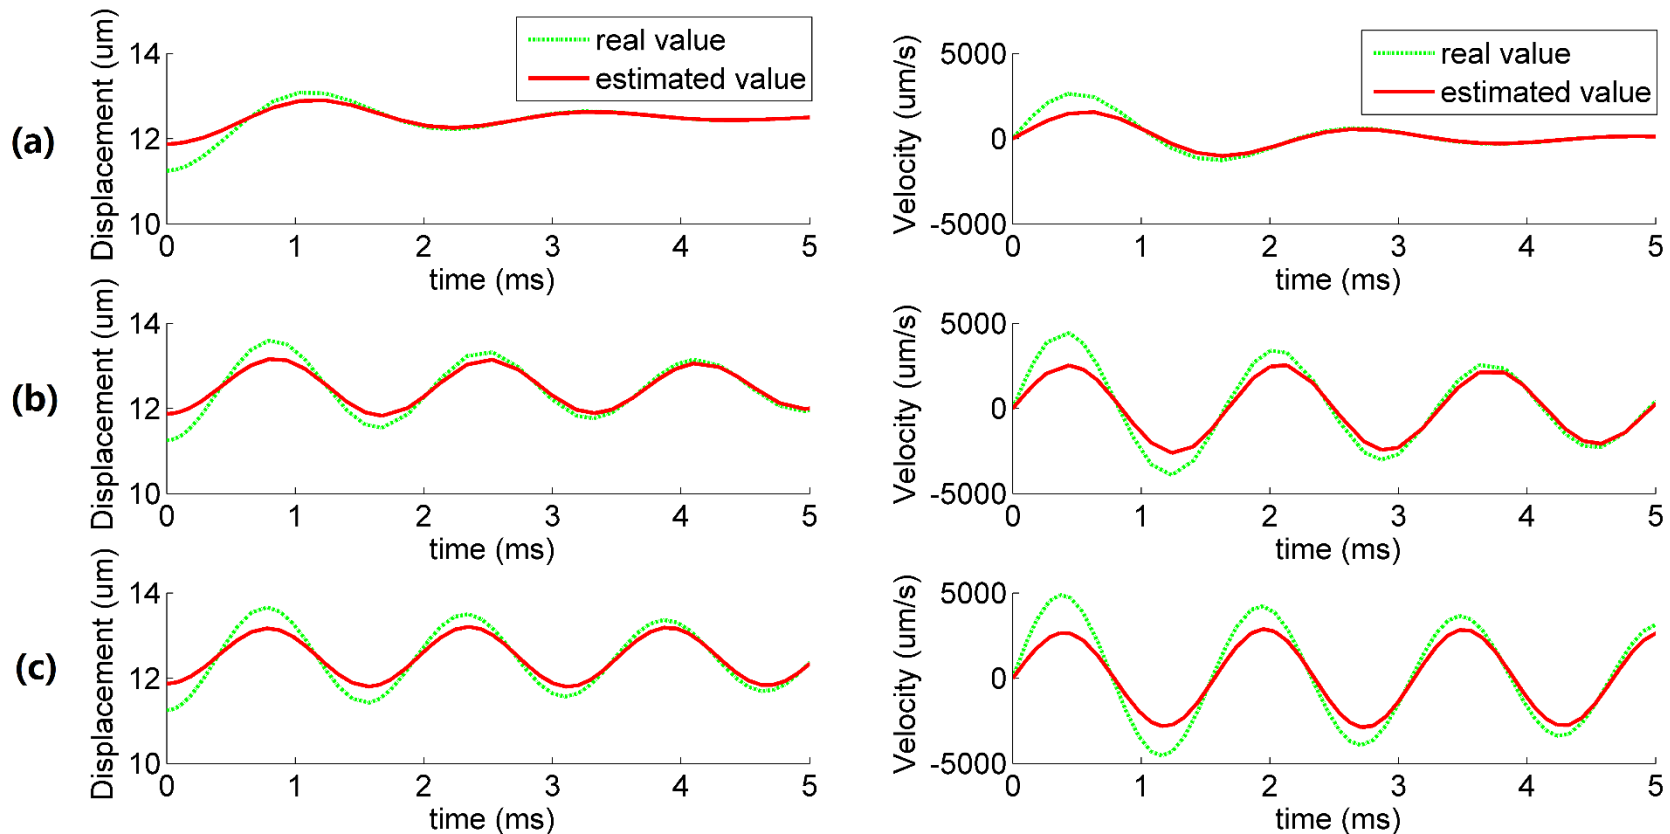 (a)
Displacement (um)
14
12
10
real value
estimated value
0 1 2 3 4 5
time (ms)
Velocity (um/s)
5000
0
-5000
real value
estimated value
0 1 2 3 4 5
time (ms)
(b)
Displacement (um)
14
12
10
0 1 2 3 4 5
time (ms)
Velocity (um/s)
5000
0
-5000
0 1 2 3 4 5
time (ms)
(c)
Displacement (um)
14
12
10
0 1 2 3 4 5
time (ms)
Velocity (um/s)
5000
0
-5000
0 1 2 3 4 5
time (ms)